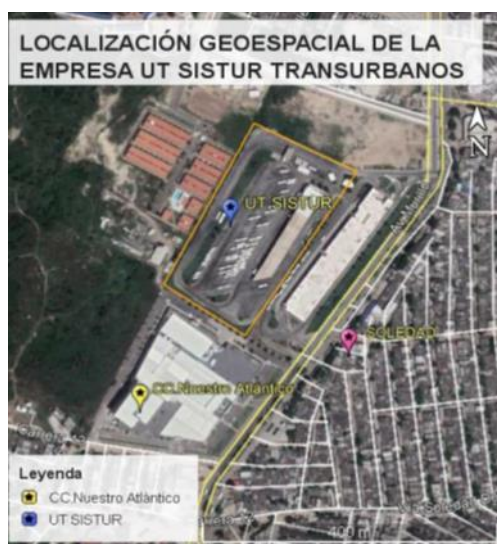 LOCALIZACIÓN GEOESPACIAL DE LA
EMPRESA UT SISTUR TRANSURBANOS
N
UT SISTUR
SOLEDAD
CC.Nuestro Atlántico
Leyenda
CC.Nuestro Atlántico
UT SISTUR
400 m